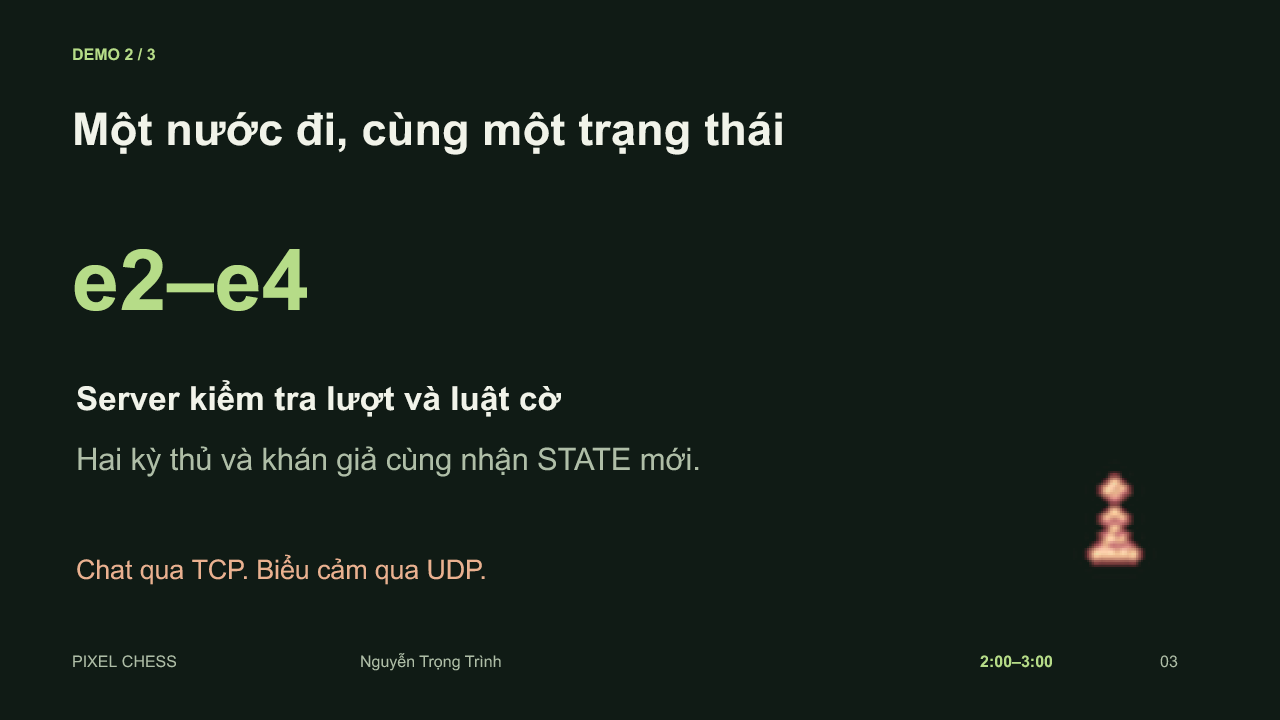 DEMO 2 / 3
Một nước đi, cùng một trạng thái
e2–e4
Server kiểm tra lượt và luật cờ
Hai kỳ thủ và khán giả cùng nhận STATE mới.
Chat qua TCP. Biểu cảm qua UDP.
PIXEL CHESS
Nguyễn Trọng Trình
2:00–3:00
03